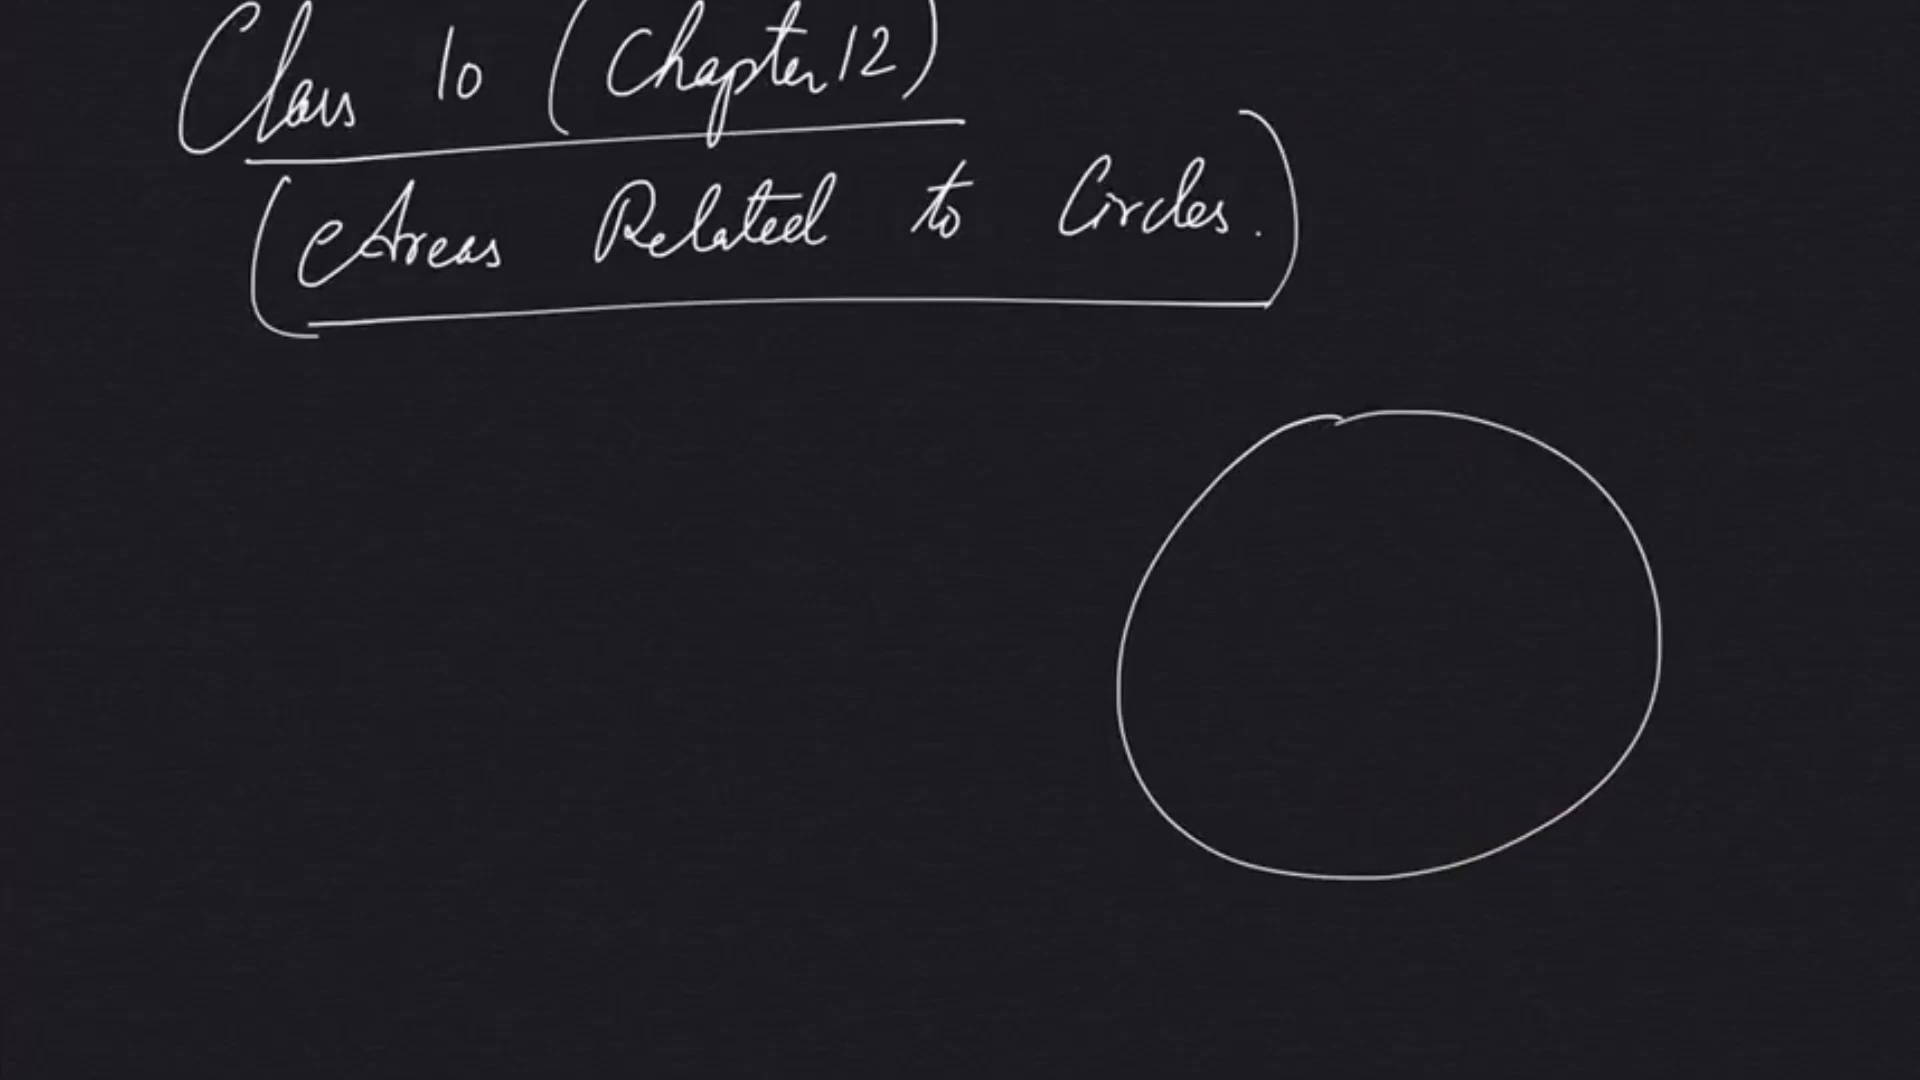 Class 10 (Chapter 12)
(Areas Related to Circles.)